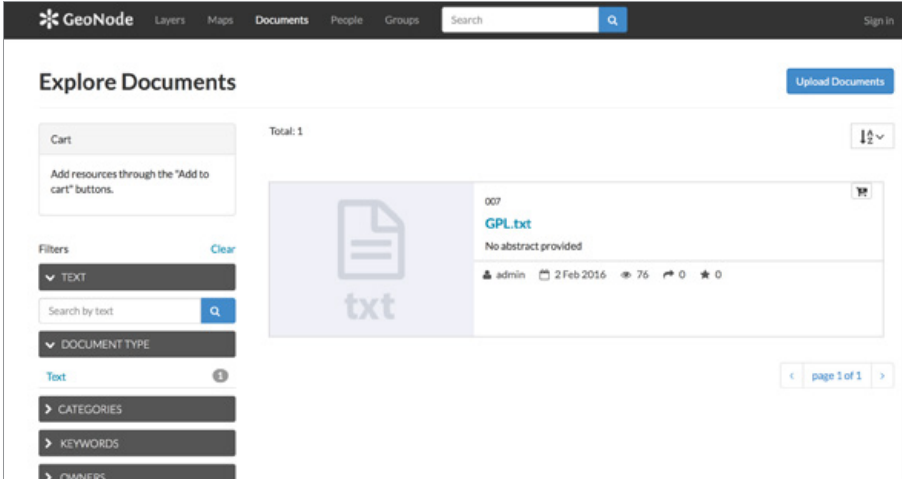 GeoNode Layers Maps Documents People Groups Search Sign in
Explore Documents
Upload Documents
Cart
Add resources through the "Add to
cart" buttons.
Filters Clear
TEXT
Search by text
DOCUMENT TYPE
Text 1
CATEGORIES
KEYWORDS
OWNERS
Total: 1
txt
007
GPL.txt
No abstract provided
admin 2 Feb 2016 76 0 0
< page 1 of 1 >